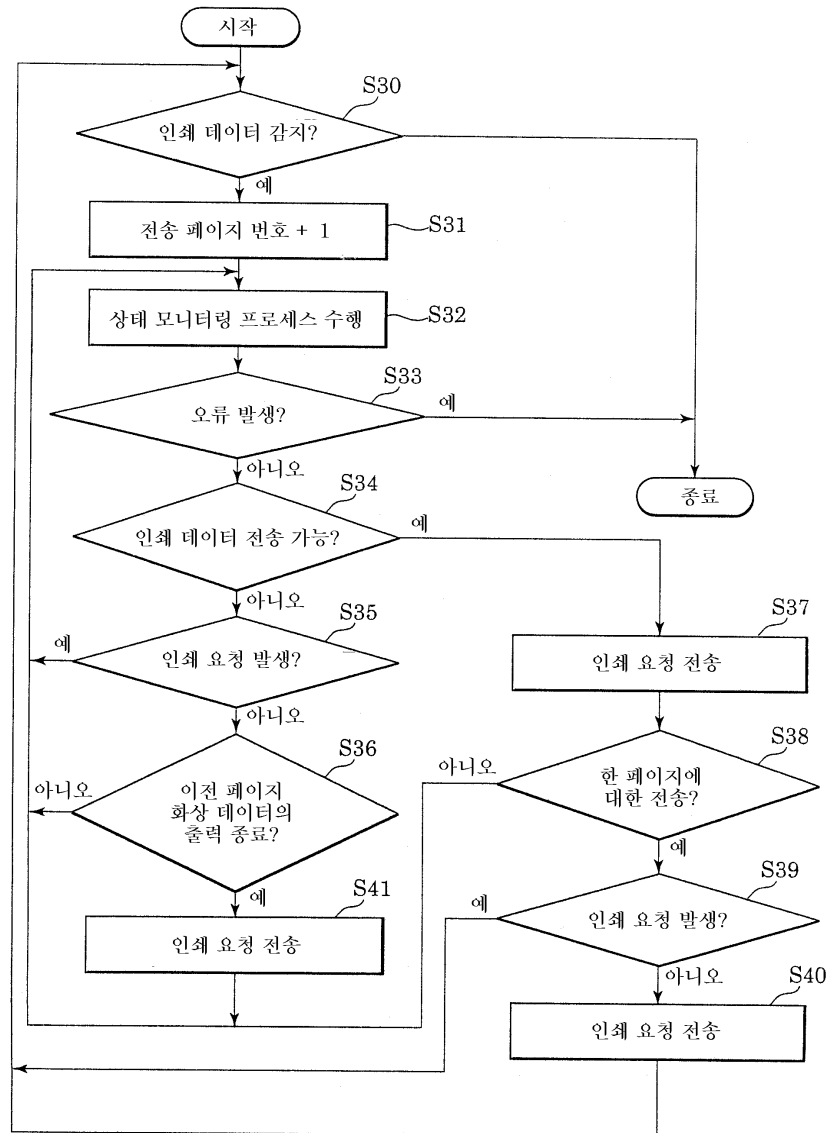 시작
S30
인쇄 데이터 감지?
예
전송 페이지 번호 + 1
S31
상태 모니터링 프로세스 수행
S32
S33
오류 발생?
예
아니오
S34
인쇄 데이터 전송 가능?
예
종료
아니오
S35
인쇄 요청 발생?
예
아니오
S37
인쇄 요청 전송
S36
이전 페이지
화상 데이터의
출력 종료?
아니오
예
S38
한 페이지에
대한 전송?
아니오
예
S41
인쇄 요청 전송
S39
인쇄 요청 발생?
예
아니오
S40
인쇄 요청 전송